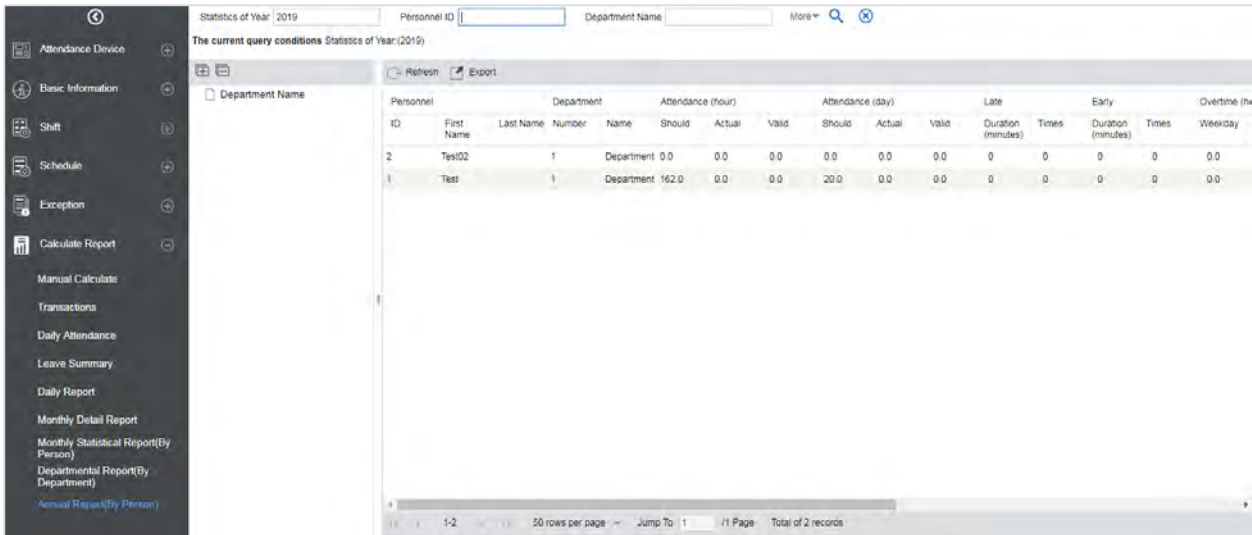 Statistics of Year 2019 Personnel ID Department Name More
The current query conditions Statistics of Year:(2019)
Attendance Device
Basic Information
Shift
Schedule
Exception
Calculate Report
Manual Calculate
Transactions
Daily Attendance
Leave Summary
Daily Report
Monthly Detail Report
Monthly Statistical Report(By
Person)
Departmental Report(By
Department)
Annual Report(By Person)
Department Name
Refresh Export
Personnel Department Attendance (hour) Attendance (day) Late Early Overtime (h
ID First Name Last Name Number Name Should Actual Valid Should Actual Valid Duration (minutes) Times Duration (minutes) Times Weekday
2 Test02 1 Department 0.0 0.0 0.0 0.0 0.0 0.0 0 0 0 0 0.0
1 Test 1 Department 162.0 0.0 0.0 20.0 0.0 0.0 0 0 0 0 0.0
1-2 50 rows per page Jump To 1 /1 Page Total of 2 records